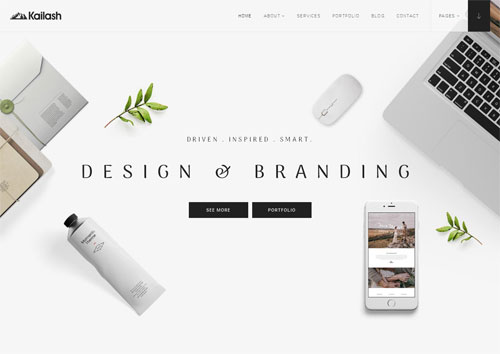 Kailash
HOME ABOUT SERVICES PORTFOLIO BLOG CONTACT PAGES
DRIVEN . INSPIRED . SMART.
DESIGN & BRANDING
SEE MORE PORTFOLIO